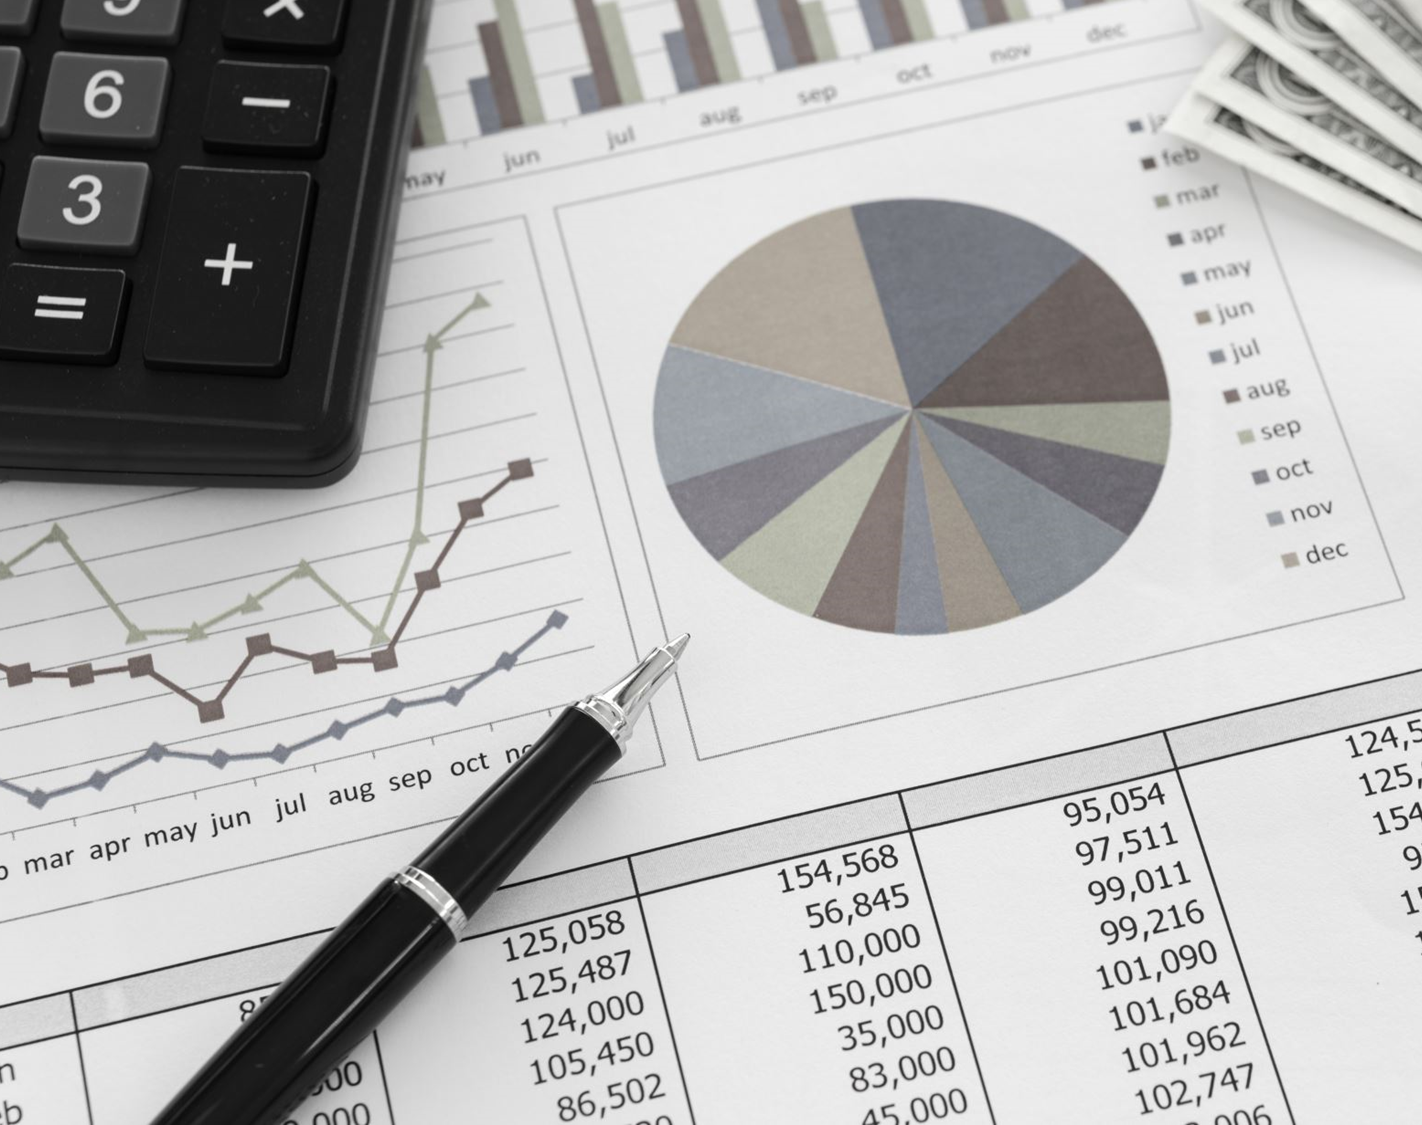 9 ×
6 −
3
+
=
may jun jul aug sep oct nov dec
feb
mar
apr
may
jun
jul
aug
sep
oct
nov
dec
mar apr may jun jul aug sep oct
154,568 95,054
125,058 56,845 97,511
125,487 110,000 99,011
124,000 150,000 99,216
105,450 35,000 101,090
86,502 83,000 101,684
45,000 101,962
102,747